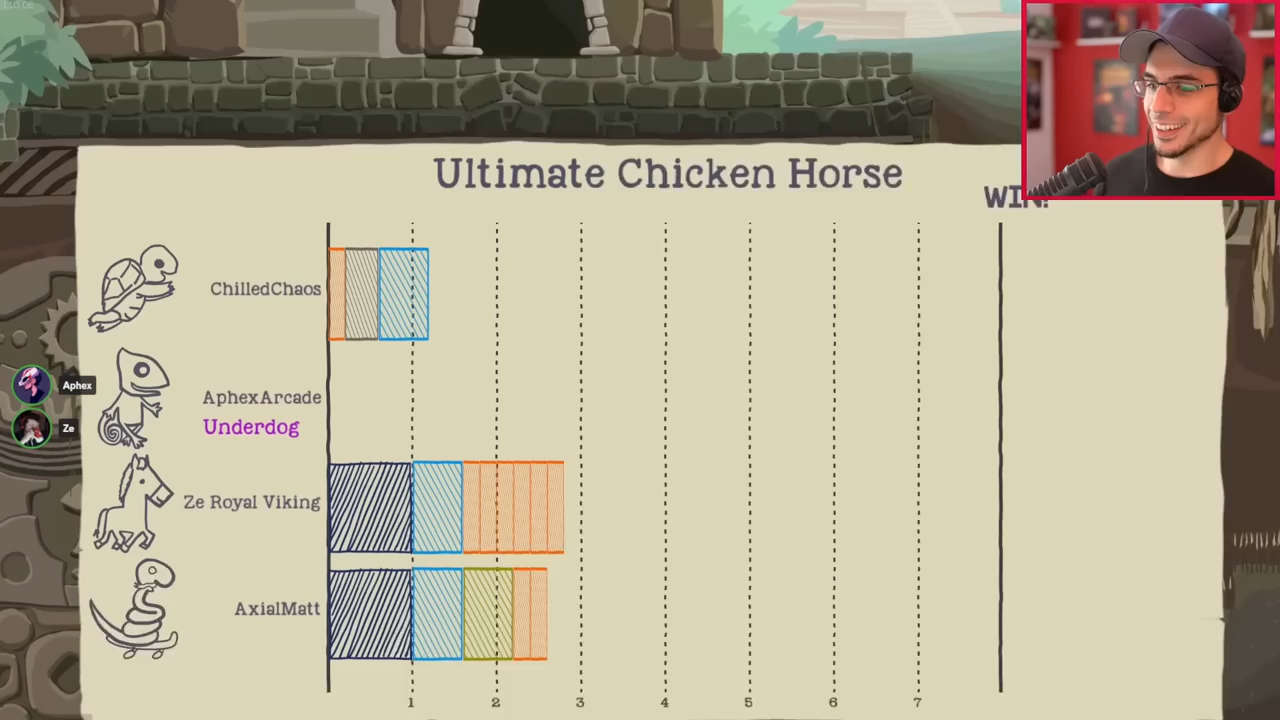 Ultimate Chicken Horse
WIN!
ChilledChaos
AphexArcade
Underdog
Aphex
Ze
Ze Royal Viking
AxialMatt
1 2 3 4 5 6 7